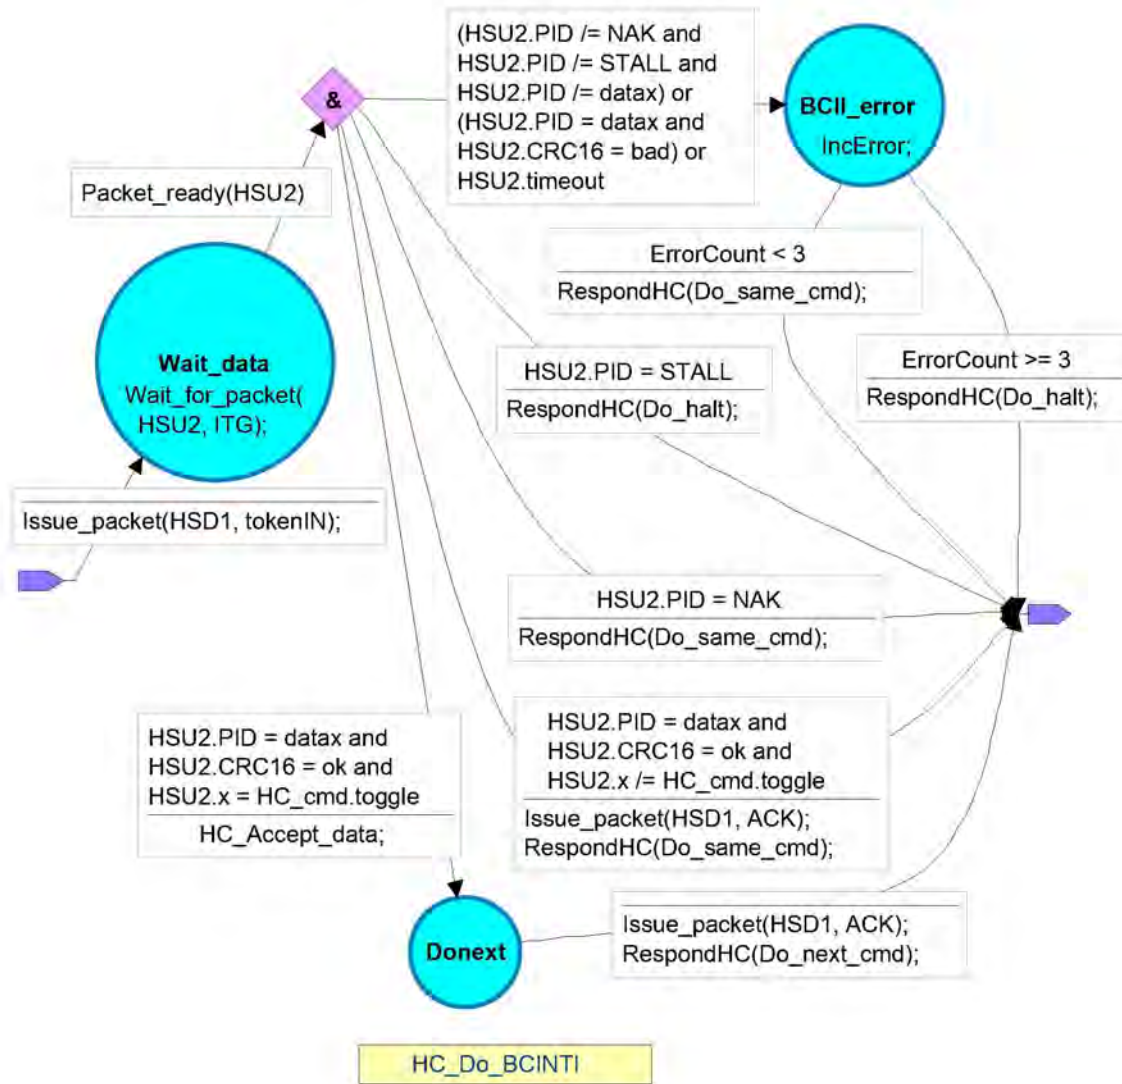 (HSU2.PID /= NAK and
HSU2.PID /= STALL and
HSU2.PID /= datax) or
(HSU2.PID = datax and
HSU2.CRC16 = bad) or
HSU2.timeout
&
BCII_error
IncError;
Packet_ready(HSU2)
ErrorCount < 3
RespondHC(Do_same_cmd);
Wait_data
Wait_for_packet(
HSU2, ITG);
HSU2.PID = STALL
RespondHC(Do_halt);
ErrorCount >= 3
RespondHC(Do_halt);
Issue_packet(HSD1, tokenIN);
HSU2.PID = NAK
RespondHC(Do_same_cmd);
HSU2.PID = datax and
HSU2.CRC16 = ok and
HSU2.x = HC_cmd.toggle
HC_Accept_data;
HSU2.PID = datax and
HSU2.CRC16 = ok and
HSU2.x /= HC_cmd.toggle
Issue_packet(HSD1, ACK);
RespondHC(Do_same_cmd);
Donext
Issue_packet(HSD1, ACK);
RespondHC(Do_next_cmd);
HC_Do_BCINTI